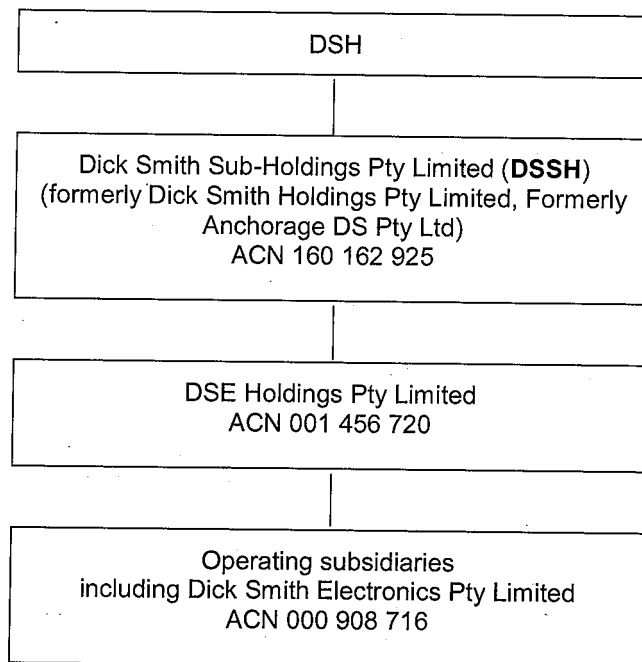 DSH
Dick Smith Sub-Holdings Pty Limited (DSSH)
(formerly Dick Smith Holdings Pty Limited, Formerly
Anchorage DS Pty Ltd)
ACN 160 162 925
DSE Holdings Pty Limited
ACN 001 456 720
Operating subsidiaries
including Dick Smith Electronics Pty Limited
ACN 000 908 716